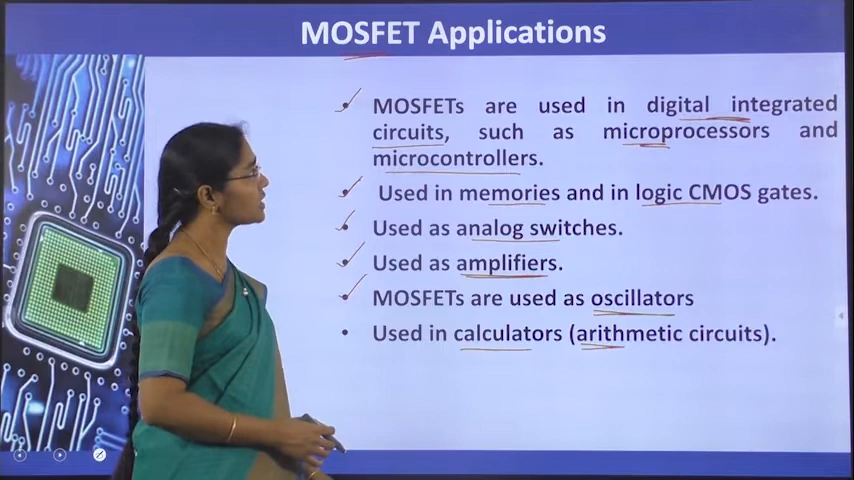 MOSFET Applications
MOSFETs are used in digital integrated
circuits, such as microprocessors and
microcontrollers.
Used in memories and in logic CMOS gates.
Used as analog switches.
Used as amplifiers.
MOSFETs are used as oscillators
Used in calculators (arithmetic circuits).